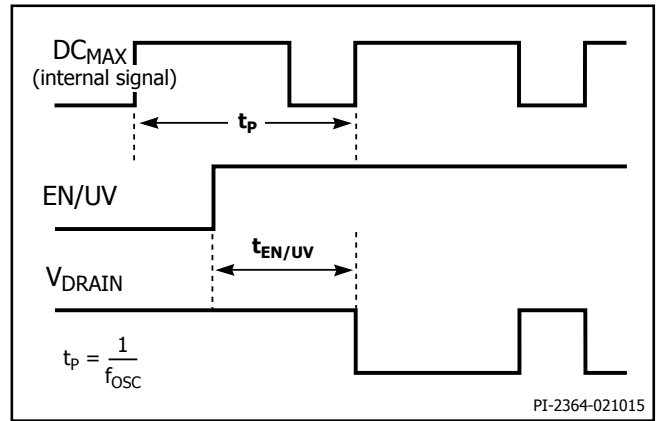 DCMAX
(internal signal)
tP
EN/UV
tEN/UV
VDRAIN
tP = 1
fOSC
PI-2364-021015